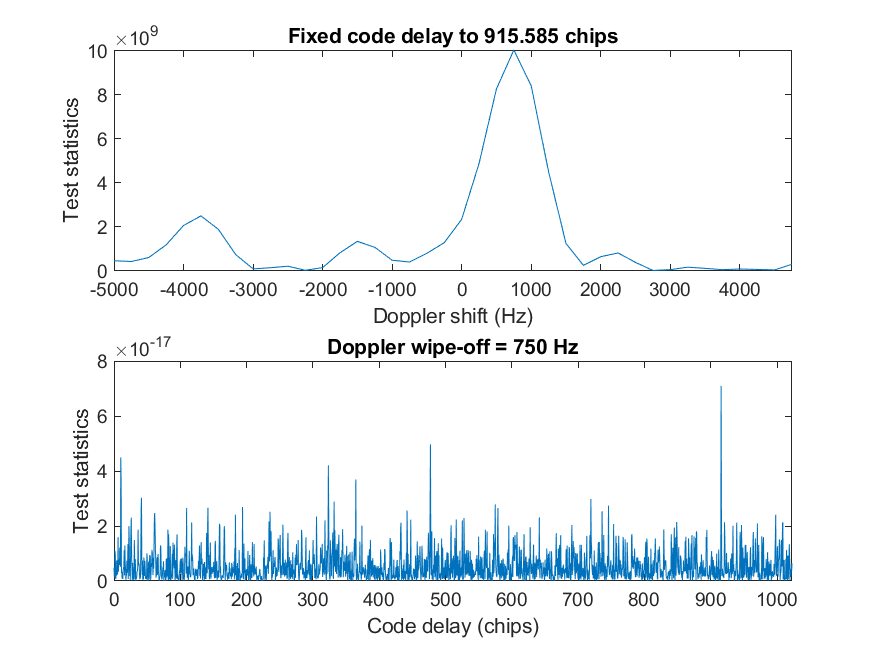 ×10^9
Fixed code delay to 915.585 chips
10
8
6
4
2
0
Test statistics
-5000 -4000 -3000 -2000 -1000 0 1000 2000 3000 4000
Doppler shift (Hz)
×10^-17
Doppler wipe-off = 750 Hz
8
6
4
2
0
Test statistics
0 100 200 300 400 500 600 700 800 900 1000
Code delay (chips)